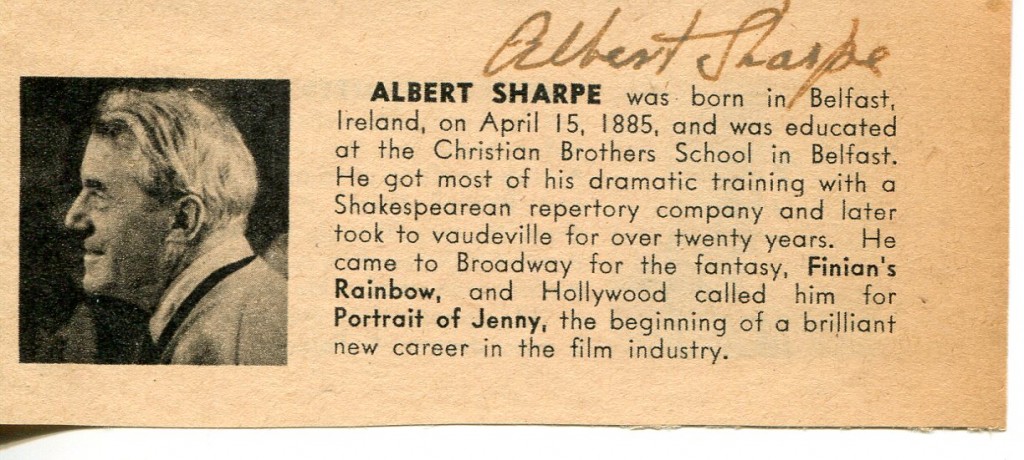 Albert Sharpe
ALBERT SHARPE was born in Belfast,
Ireland, on April 15, 1885, and was educated
at the Christian Brothers School in Belfast.
He got most of his dramatic training with a
Shakespearean repertory company and later
took to vaudeville for over twenty years. He
came to Broadway for the fantasy, Finian's
Rainbow, and Hollywood called him for
Portrait of Jenny, the beginning of a brilliant
new career in the film industry.